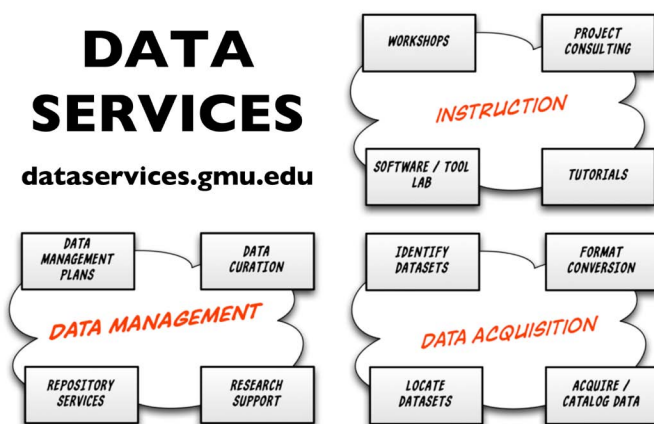 DATA
SERVICES
dataservices.gmu.edu
WORKSHOPS
PROJECT
CONSULTING
INSTRUCTION
SOFTWARE / TOOL
LAB
TUTORIALS
DATA
MANAGEMENT
PLANS
DATA
CURATION
DATA MANAGEMENT
REPOSITORY
SERVICES
RESEARCH
SUPPORT
IDENTIFY
DATASETS
FORMAT
CONVERSION
DATA ACQUISITION
LOCATE
DATASETS
ACQUIRE /
CATALOG DATA